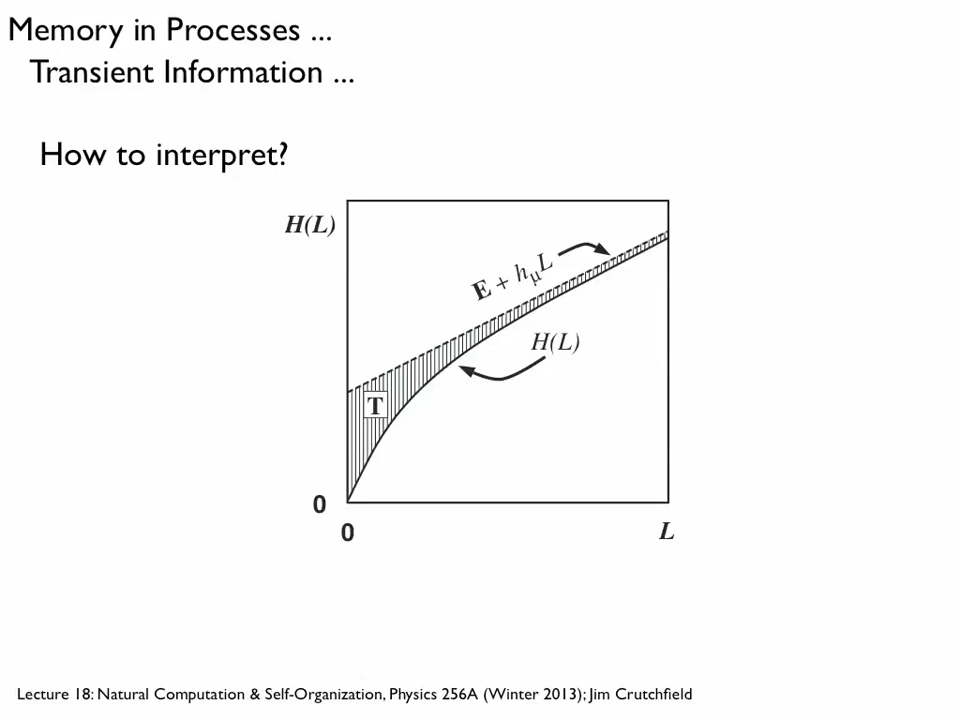 Memory in Processes ...
Transient Information ...
How to interpret?
H(L)
E + hμL
H(L)
T
0
0
L
Lecture 18: Natural Computation & Self-Organization, Physics 256A (Winter 2013); Jim Crutchfield